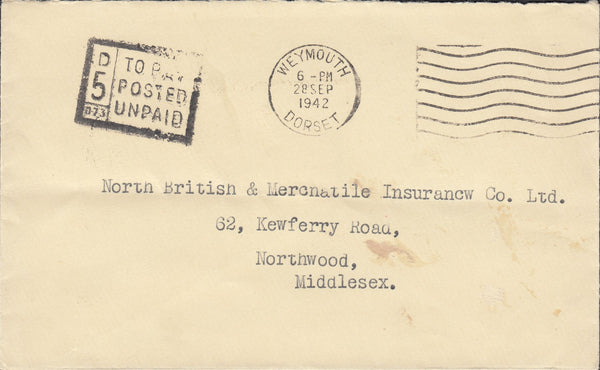 D
5
073
TO PAY
POSTED
UNPAID
WEYMOUTH
6 - PM
28 SEP
1942
DORSET
North British & Mercnatile Insurancw Co. Ltd.
62, Kewferry Road,
Northwood,
Middlesex.